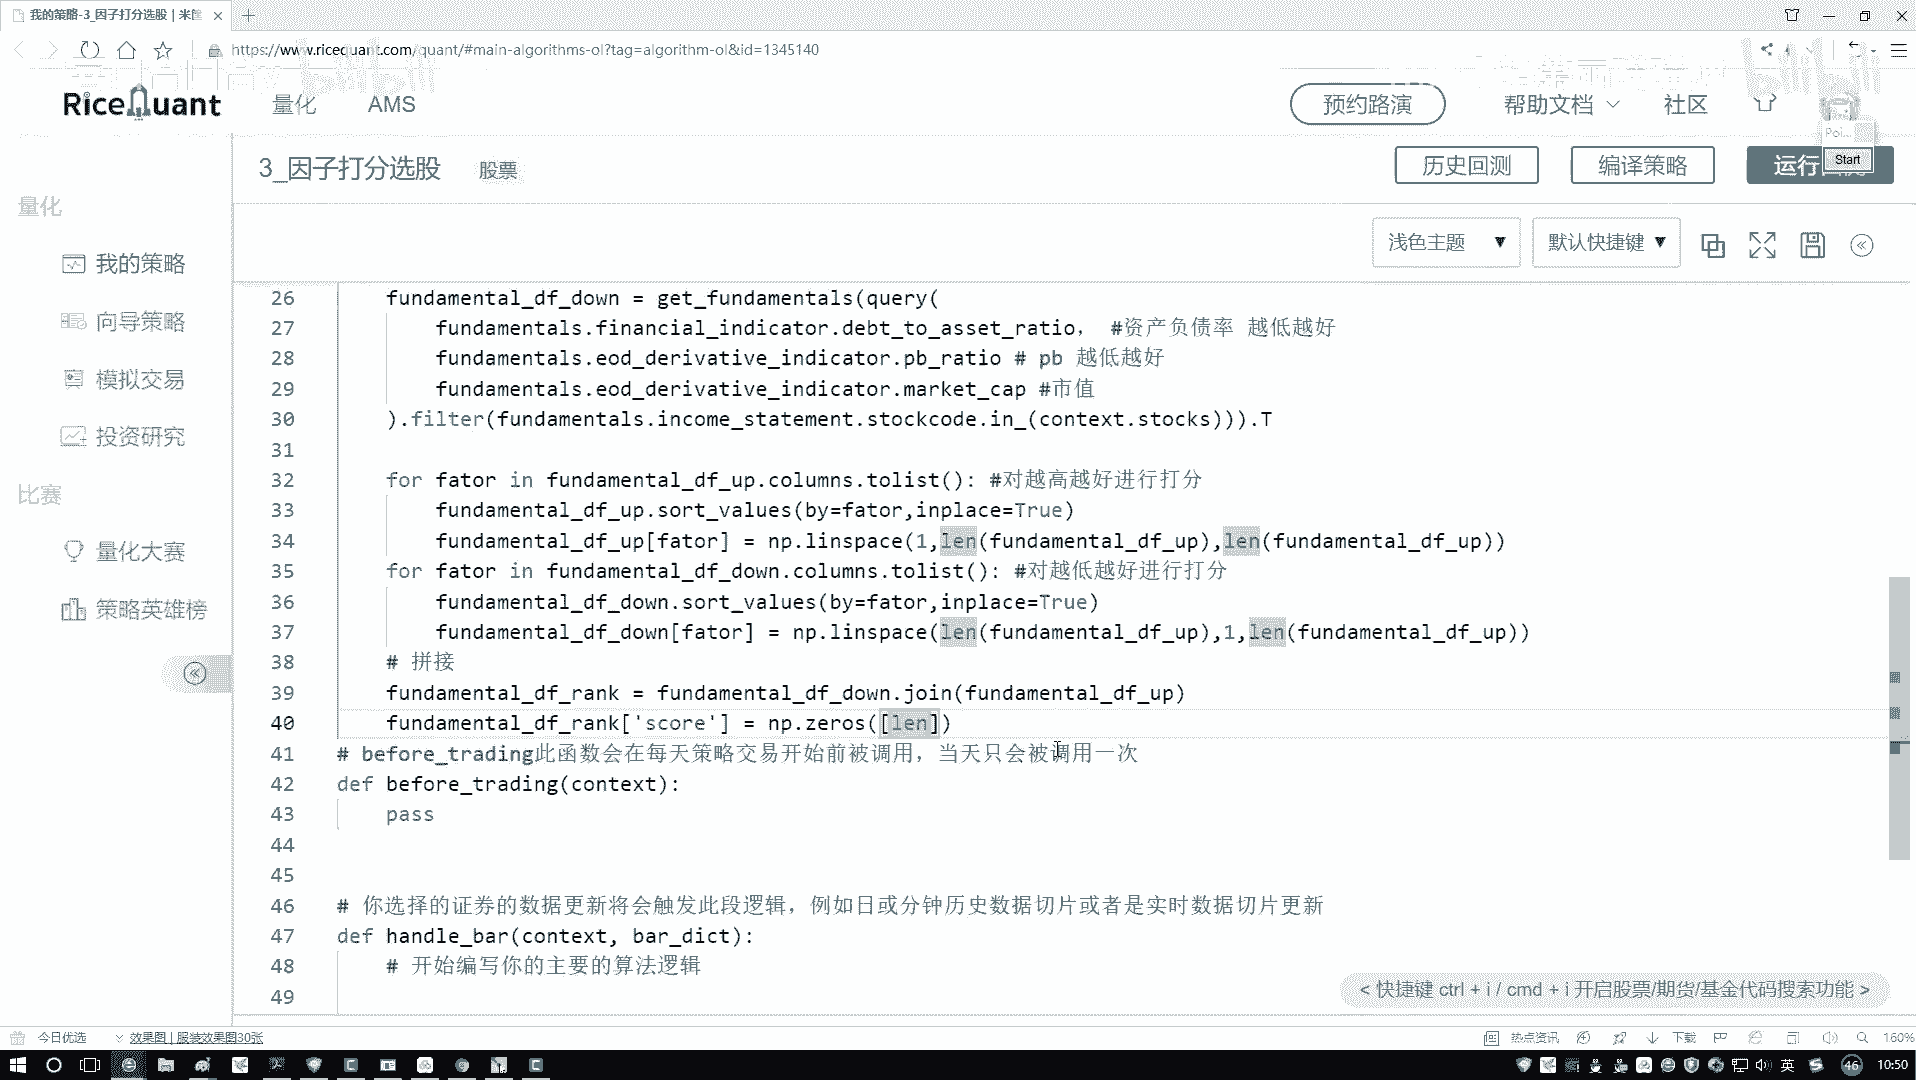 我的策略-3_因子打分选股 | 米筐
https://www.ricequant.com/quant/#main-algorithms-ol?tag=algorithm-ol&id=1345140
RiceQuant
量化
AMS
预约路演
帮助文档
社区
Poi...
Start
3_因子打分选股
股票
历史回测
编译策略
运行
浅色主题
默认快捷键
量化
我的策略
向导策略
模拟交易
投资研究
比赛
量化大赛
策略英雄榜
26 fundamental_df_down = get_fundamentals(query(
27 fundamentals.financial_indicator.debt_to_asset_ratio, #资产负债率 越低越好
28 fundamentals.eod_derivative_indicator.pb_ratio # pb 越低越好
29 fundamentals.eod_derivative_indicator.market_cap #市值
30 ).filter(fundamentals.income_statement.stockcode.in_(context.stocks))).T
31
32 for fator in fundamental_df_up.columns.tolist(): #对越高越好进行打分
33 fundamental_df_up.sort_values(by=fator,inplace=True)
34 fundamental_df_up[fator] = np.linspace(1,len(fundamental_df_up),len(fundamental_df_up))
35 for fator in fundamental_df_down.columns.tolist(): #对越低越好进行打分
36 fundamental_df_down.sort_values(by=fator,inplace=True)
37 fundamental_df_down[fator] = np.linspace(len(fundamental_df_up),1,len(fundamental_df_up))
38 # 拼接
39 fundamental_df_rank = fundamental_df_down.join(fundamental_df_up)
40 fundamental_df_rank['score'] = np.zeros([len])
41 # before_trading此函数会在每天策略交易开始前被调用，当天只会被调用一次
42 def before_trading(context):
43 pass
44
45
46 # 你选择的证券的数据更新将会触发此段逻辑，例如日或分钟历史数据切片或者是实时数据切片更新
47 def handle_bar(context, bar_dict):
48 # 开始编写你的主要的算法逻辑
49
< 快捷键 ctrl + i / cmd + i 开启股票/期货/基金代码搜索功能 >
今日优选
效果图 | 服装效果图30张
热点资讯
下载
160%
英
46
10:50